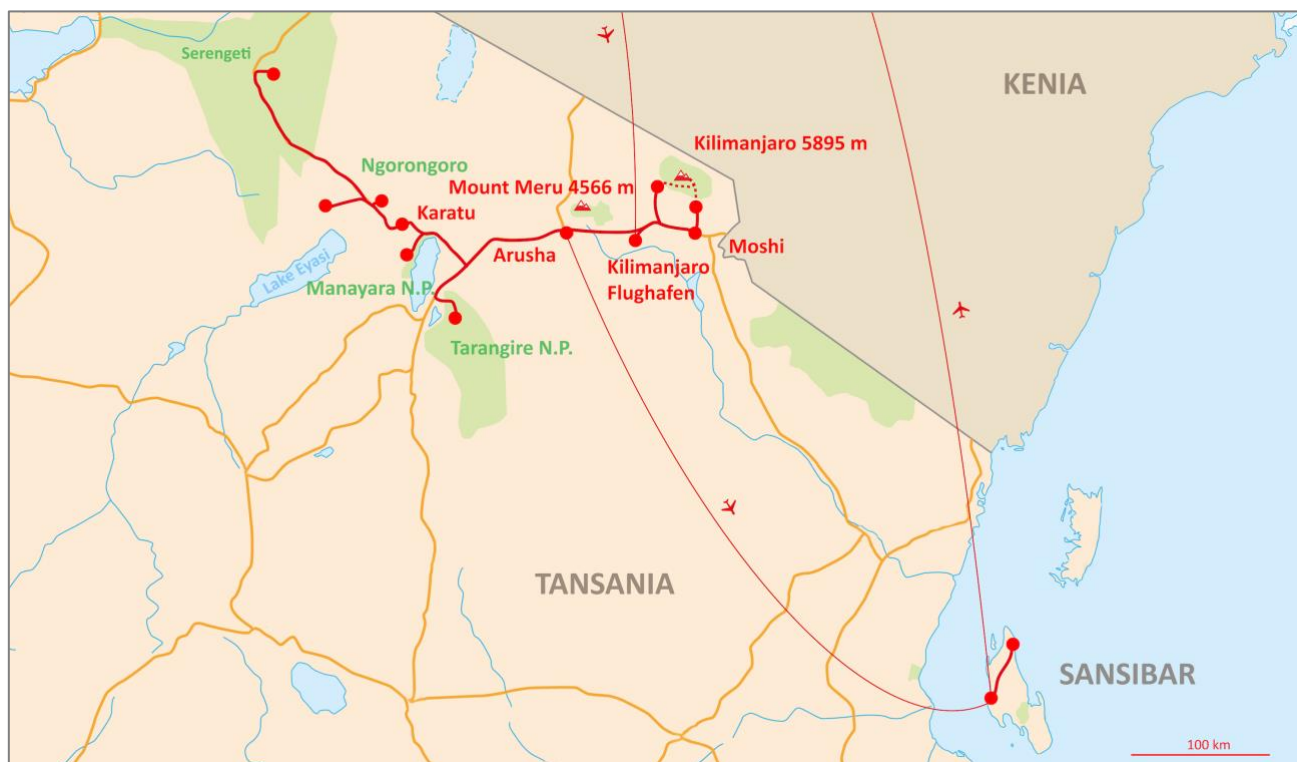 Serengeti
KENIA
Kilimanjaro 5895 m
Ngorongoro
Mount Meru 4566 m
Karatu
Arusha
Moshi
Kilimanjaro
Flughafen
Lake Eyasi
Manayara N.P.
Tarangire N.P.
TANSANIA
SANSIBAR
100 km